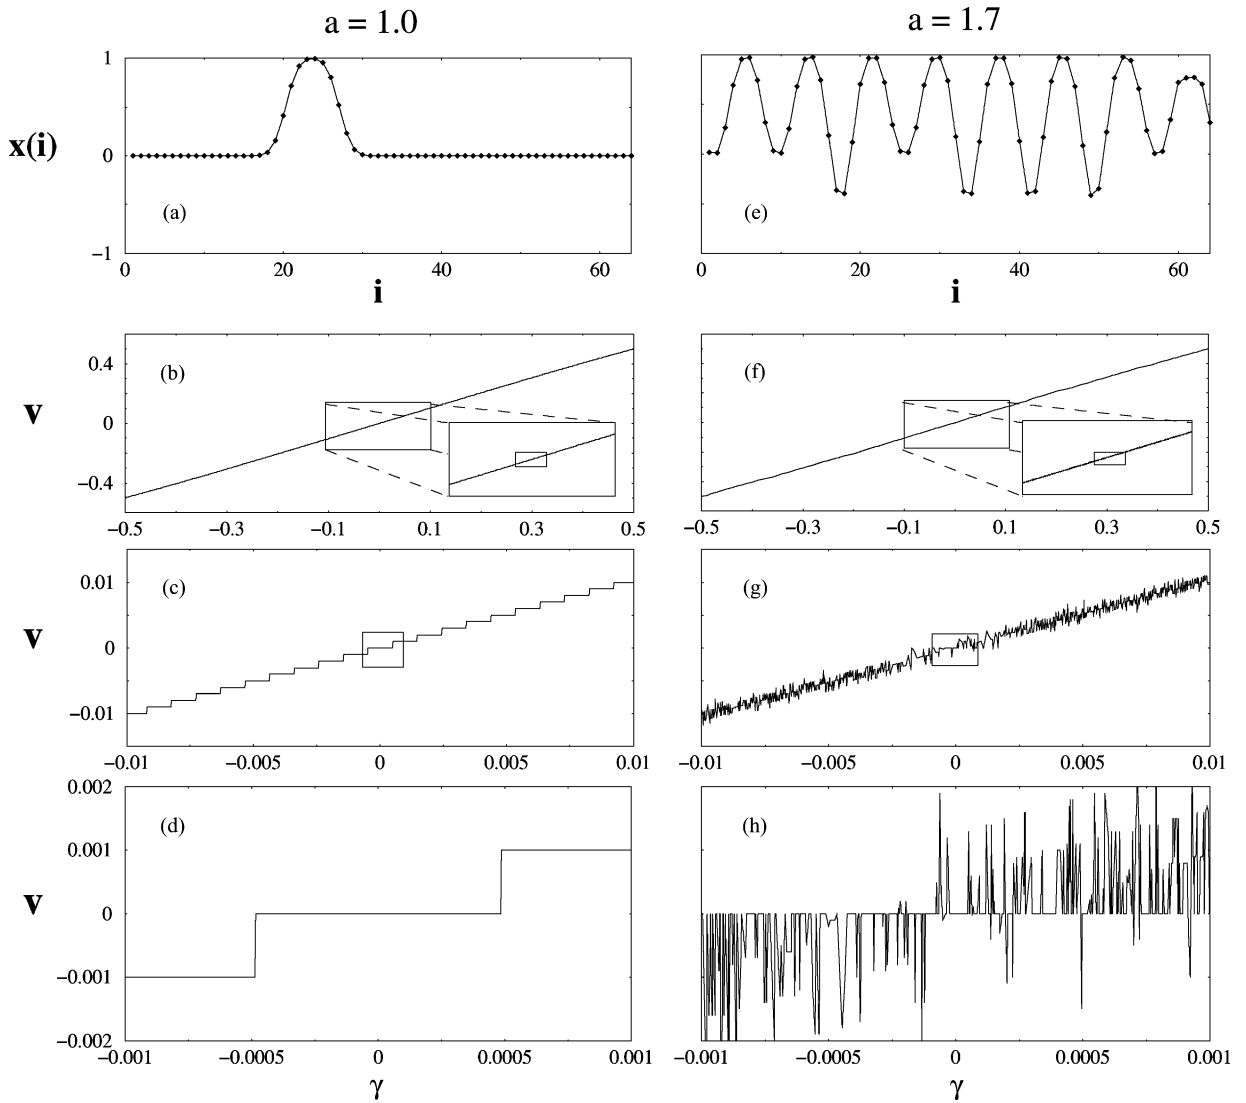 a = 1.0
a = 1.7
1
x(i)
0
(a)
(e)
−1
0 20 40 60
0 20 40 60
i
i
0.4
(b)
(f)
v
0
−0.4
−0.5 −0.3 −0.1 0.1 0.3 0.5
−0.5 −0.3 −0.1 0.1 0.3 0.5
0.01
(c)
(g)
v
0
−0.01
−0.01 −0.005 0 0.005 0.01
−0.01 −0.005 0 0.005 0.01
0.002
(d)
(h)
0.001
v
0
−0.001
−0.002
−0.001 −0.0005 0 0.0005 0.001
−0.001 −0.0005 0 0.0005 0.001
γ
γ